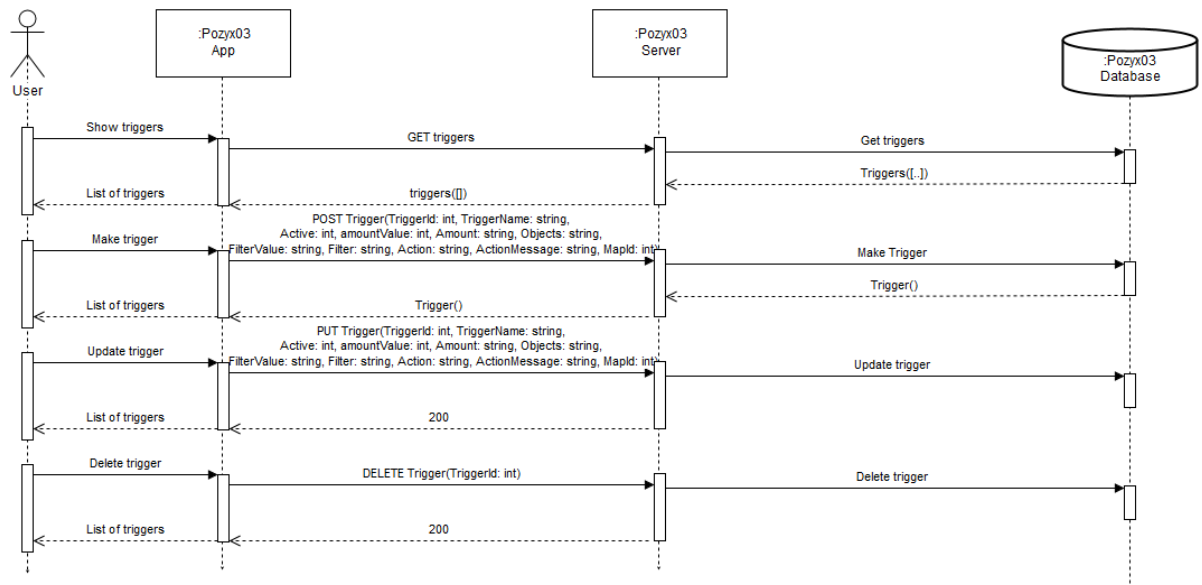 :Pozyx03
App
:Pozyx03
Server
:Pozyx03
Database
User
Show triggers
GET triggers
Get triggers
Triggers([..])
List of triggers
triggers([])
POST Trigger(TriggerId: int, TriggerName: string,
Active: int, amountValue: int, Amount: string, Objects: string,
FilterValue: string, Filter: string, Action: string, ActionMessage: string, MapId: int)
Make trigger
Make Trigger
Trigger()
List of triggers
Trigger()
PUT Trigger(TriggerId: int, TriggerName: string,
Active: int, amountValue: int, Amount: string, Objects: string,
FilterValue: string, Filter: string, Action: string, ActionMessage: string, MapId: int)
Update trigger
Update trigger
List of triggers
200
Delete trigger
DELETE Trigger(TriggerId: int)
Delete trigger
List of triggers
200